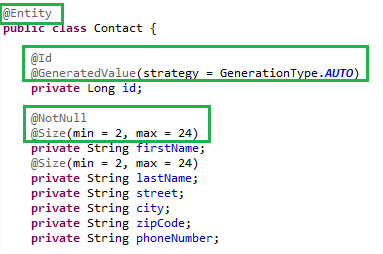 @Entity
public class Contact {
@Id
@GeneratedValue(strategy = GenerationType.AUTO)
private Long id;
@NotNull
@Size(min = 2, max = 24)
private String firstName;
@Size(min = 2, max = 24)
private String lastName;
private String street;
private String city;
private String zipCode;
private String phoneNumber;